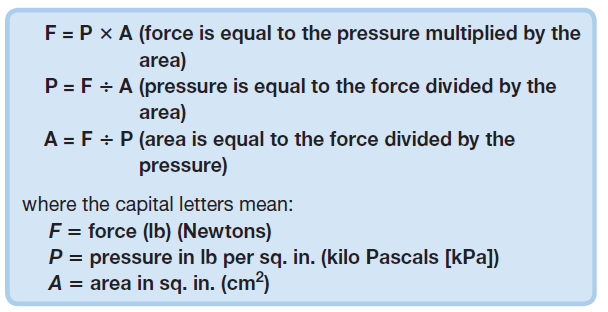 F = P × A (force is equal to the pressure multiplied by the
area)
P = F ÷ A (pressure is equal to the force divided by the
area)
A = F ÷ P (area is equal to the force divided by the
pressure)
where the capital letters mean:
F = force (lb) (Newtons)
P = pressure in lb per sq. in. (kilo Pascals [kPa])
A = area in sq. in. (cm²)